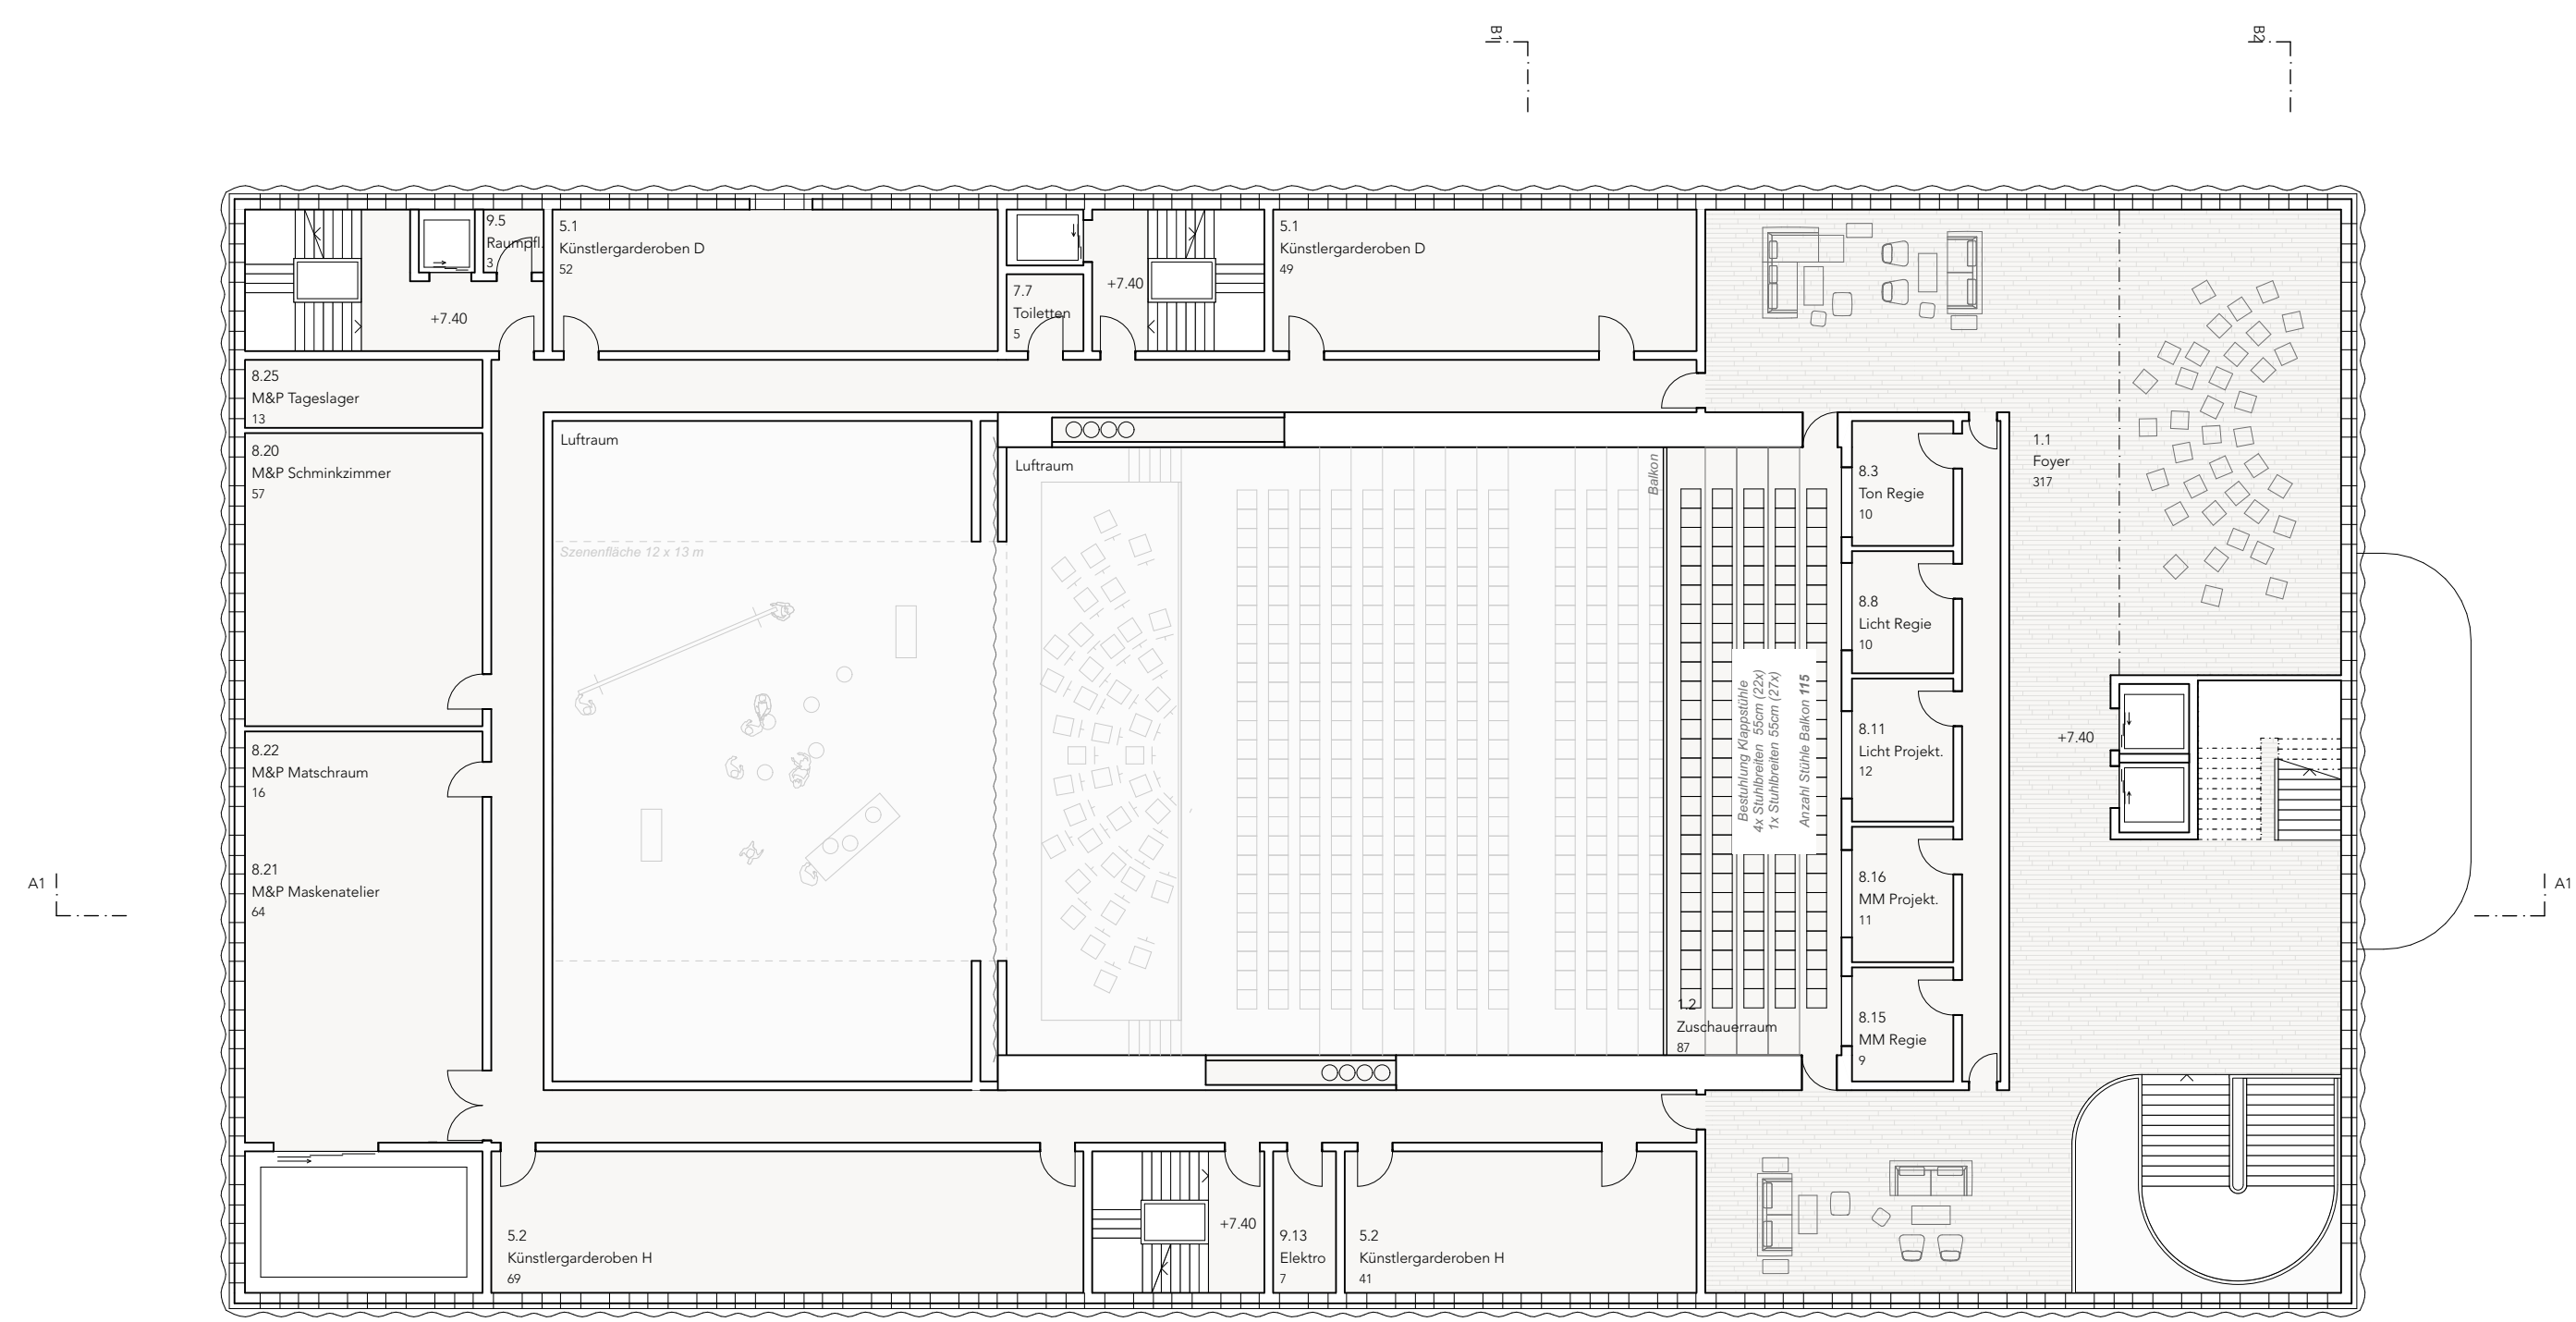 B1
B2
9.5
Raumpfl.
3
5.1
Künstlergarderoben D
52
7.7
Toiletten
5
+7.40
5.1
Künstlergarderoben D
49
+7.40
8.25
M&P Tageslager
13
8.20
M&P Schminkzimmer
57
Luftraum
Luftraum
Szenenfläche 12 x 13 m
Balkon
8.3
Ton Regie
10
1.1
Foyer
317
8.8
Licht Regie
10
Bestuhlung Klappstühle
4x Stuhlbreiten 55cm (22x)
1x Stuhlbreiten 55cm (27x)
Anzahl Stühle Balkon 115
8.11
Licht Projekt.
12
+7.40
8.22
M&P Matschraum
16
8.21
M&P Maskenatelier
64
8.16
MM Projekt.
11
A1
A1
1.2
Zuschauerraum
87
8.15
MM Regie
9
5.2
Künstlergarderoben H
69
+7.40
9.13
Elektro
7
5.2
Künstlergarderoben H
41